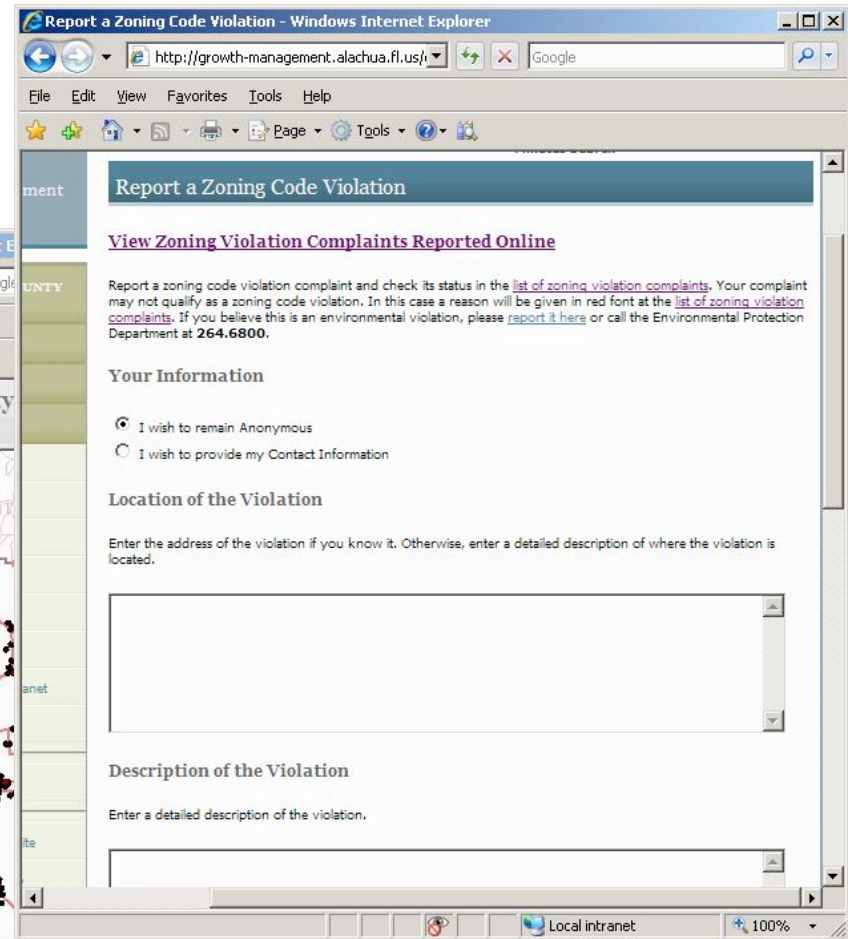 Report a Zoning Code Violation - Windows Internet Explorer
http://growth-management.alachua.fl.us/
Google
File Edit View Favorites Tools Help
Page Tools
ment
Report a Zoning Code Violation
View Zoning Violation Complaints Reported Online
UNTY
Report a zoning code violation complaint and check its status in the list of zoning violation complaints. Your complaint
may not qualify as a zoning code violation. In this case a reason will be given in red font at the list of zoning violation
complaints. If you believe this is an environmental violation, please report it here or call the Environmental Protection
Department at 264.6800.
Your Information
I wish to remain Anonymous
I wish to provide my Contact Information
Location of the Violation
Enter the address of the violation if you know it. Otherwise, enter a detailed description of where the violation is
located.
anet
Description of the Violation
Enter a detailed description of the violation.
ite
Local intranet
100%